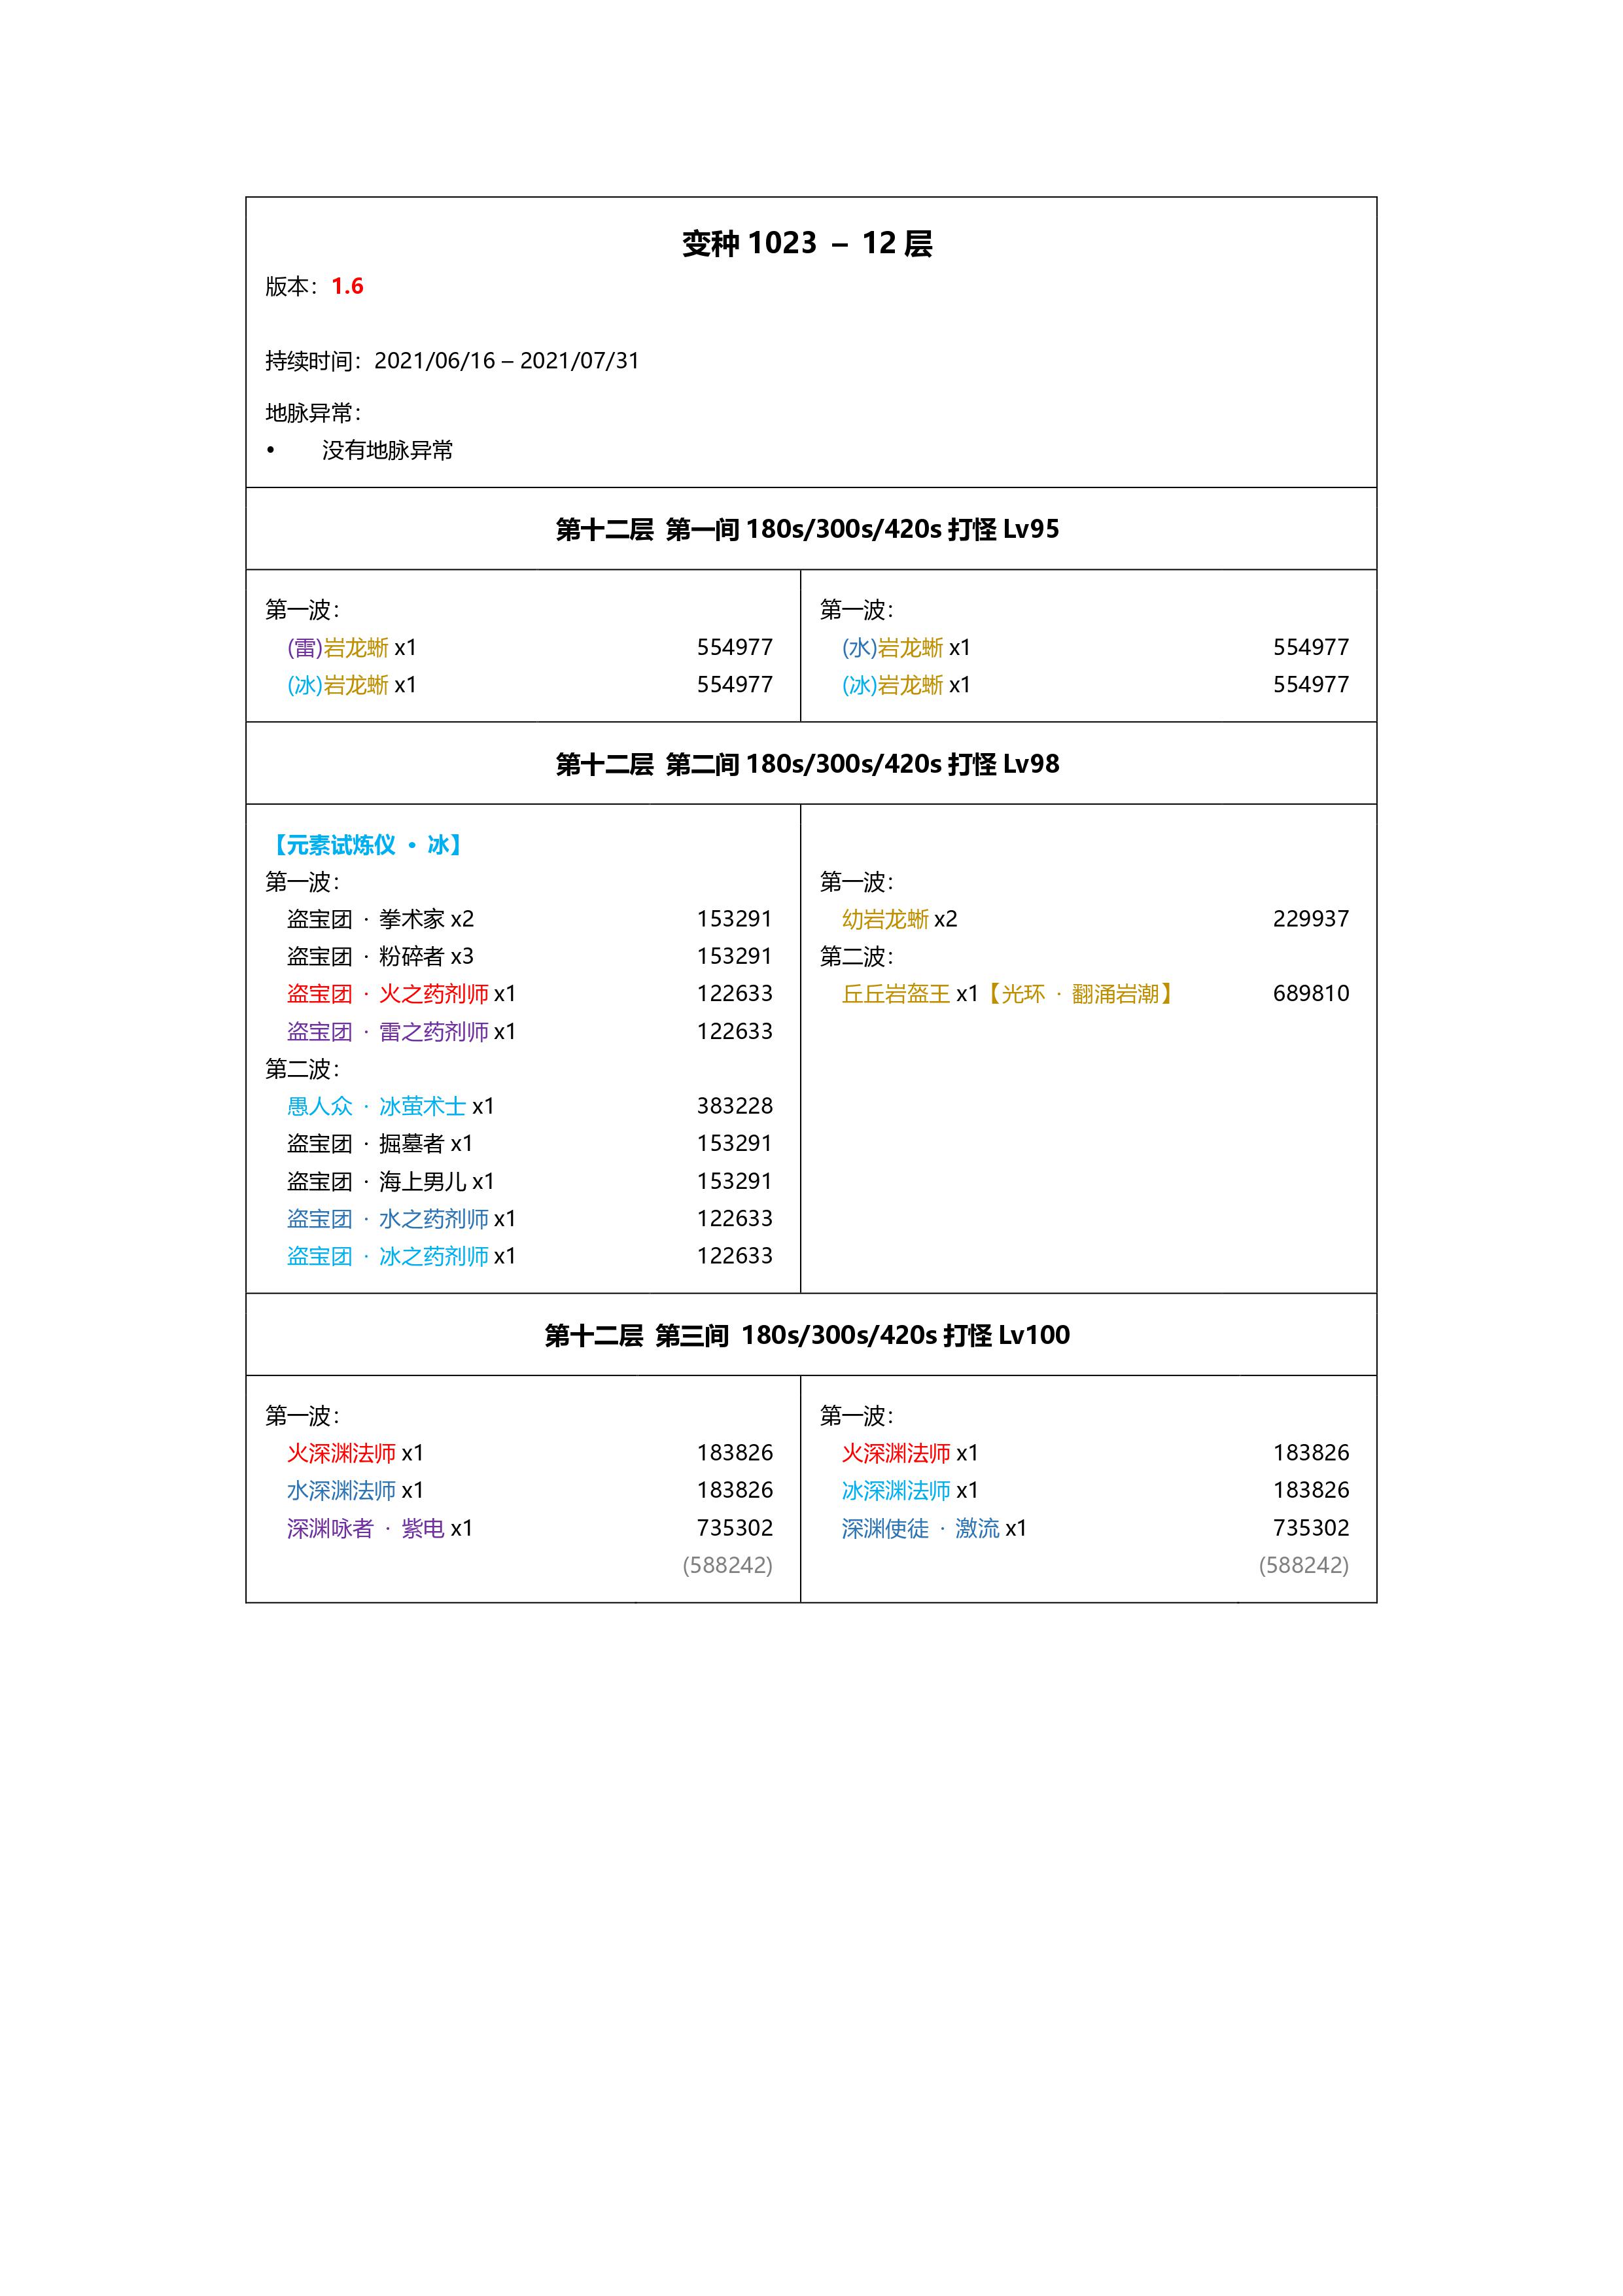 变种 1023 – 12 层
版本：1.6
持续时间：2021/06/16 – 2021/07/31
地脉异常：
• 没有地脉异常
第十二层 第一间 180s/300s/420s 打怪 Lv95
第一波：
(雷)岩龙蜥 x1 554977
(冰)岩龙蜥 x1 554977
第一波：
(水)岩龙蜥 x1 554977
(冰)岩龙蜥 x1 554977
第十二层 第二间 180s/300s/420s 打怪 Lv98
【元素试炼仪 · 冰】
第一波：
盗宝团 · 拳术家 x2 153291
盗宝团 · 粉碎者 x3 153291
盗宝团 · 火之药剂师 x1 122633
盗宝团 · 雷之药剂师 x1 122633
第二波：
愚人众 · 冰萤术士 x1 383228
盗宝团 · 掘墓者 x1 153291
盗宝团 · 海上男儿 x1 153291
盗宝团 · 水之药剂师 x1 122633
盗宝团 · 冰之药剂师 x1 122633
第一波：
幼岩龙蜥 x2 229937
第二波：
丘丘岩盔王 x1【光环 · 翻涌岩潮】 689810
第十二层 第三间 180s/300s/420s 打怪 Lv100
第一波：
火深渊法师 x1 183826
水深渊法师 x1 183826
深渊咏者 · 紫电 x1 735302
(588242)
第一波：
火深渊法师 x1 183826
冰深渊法师 x1 183826
深渊使徒 · 激流 x1 735302
(588242)